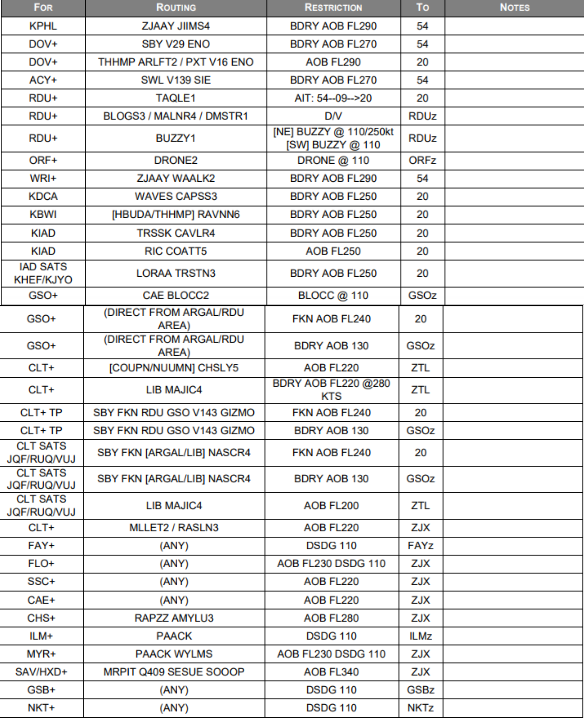 FOR ROUTING RESTRICTION TO NOTES
KPHL ZJAAY JIIMS4 BDRY AOB FL290 54
DOV+ SBY V29 ENO BDRY AOB FL270 54
DOV+ THHMP ARLFT2 / PXT V16 ENO AOB FL290 20
ACY+ SWL V139 SIE BDRY AOB FL270 54
RDU+ TAQLE1 AIT: 54--09-->20 20
RDU+ BLOGS3 / MALNR4 / DMSTR1 D/V RDUz
RDU+ BUZZY1 [NE] BUZZY @ 110/250kt RDUz
[SW] BUZZY @ 110
ORF+ DRONE2 DRONE @ 110 ORFz
WRI+ ZJAAY WAALK2 BDRY AOB FL290 54
KDCA WAVES CAPSS3 BDRY AOB FL250 20
KBWI [HBUDA/THHMP] RAVNN6 BDRY AOB FL250 20
KIAD TRSSK CAVLR4 BDRY AOB FL250 20
KIAD RIC COATT5 AOB FL250 20
IAD SATS
KHEF/KJYO LORAA TRSTN3 BDRY AOB FL250 20
GSO+ CAE BLOCC2 BLOCC @ 110 GSOz
GSO+ (DIRECT FROM ARGAL/RDU FKN AOB FL240 20
AREA)
GSO+ (DIRECT FROM ARGAL/RDU BDRY AOB 130 GSOz
AREA)
CLT+ [COUPN/NUUMN] CHSLY5 AOB FL220 ZTL
CLT+ LIB MAJIC4 BDRY AOB FL220 @280 ZTL
KTS
CLT+ TP SBY FKN RDU GSO V143 GIZMO FKN AOB FL240 20
CLT+ TP SBY FKN RDU GSO V143 GIZMO BDRY AOB 130 GSOz
CLT SATS
JQF/RUQ/VUJ SBY FKN [ARGAL/LIB] NASCR4 FKN AOB FL240 20
CLT SATS
JQF/RUQ/VUJ SBY FKN [ARGAL/LIB] NASCR4 BDRY AOB 130 GSOz
CLT SATS
JQF/RUQ/VUJ LIB MAJIC4 AOB FL200 ZTL
CLT+ MLLET2 / RASLN3 AOB FL220 ZJX
FAY+ (ANY) DSDG 110 FAYz
FLO+ (ANY) AOB FL230 DSDG 110 ZJX
SSC+ (ANY) AOB FL220 ZJX
CAE+ (ANY) AOB FL220 ZJX
CHS+ RAPZZ AMYLU3 AOB FL280 ZJX
ILM+ PAACK DSDG 110 ILMz
MYR+ PAACK WYLMS AOB FL230 DSDG 110 ZJX
SAV/HXD+ MRPIT Q409 SESUE SOOOP AOB FL340 ZJX
GSB+ (ANY) DSDG 110 GSBz
NKT+ (ANY) DSDG 110 NKTz